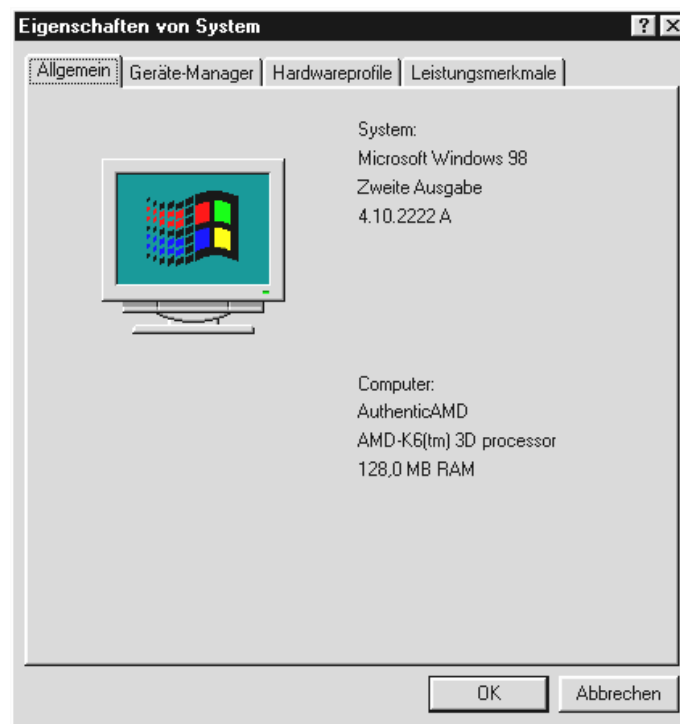 Eigenschaften von System
? X
Allgemein Geräte-Manager Hardwareprofile Leistungsmerkmale
System:
Microsoft Windows 98
Zweite Ausgabe
4.10.2222 A
Computer:
AuthenticAMD
AMD-K6(tm) 3D processor
128,0 MB RAM
OK Abbrechen